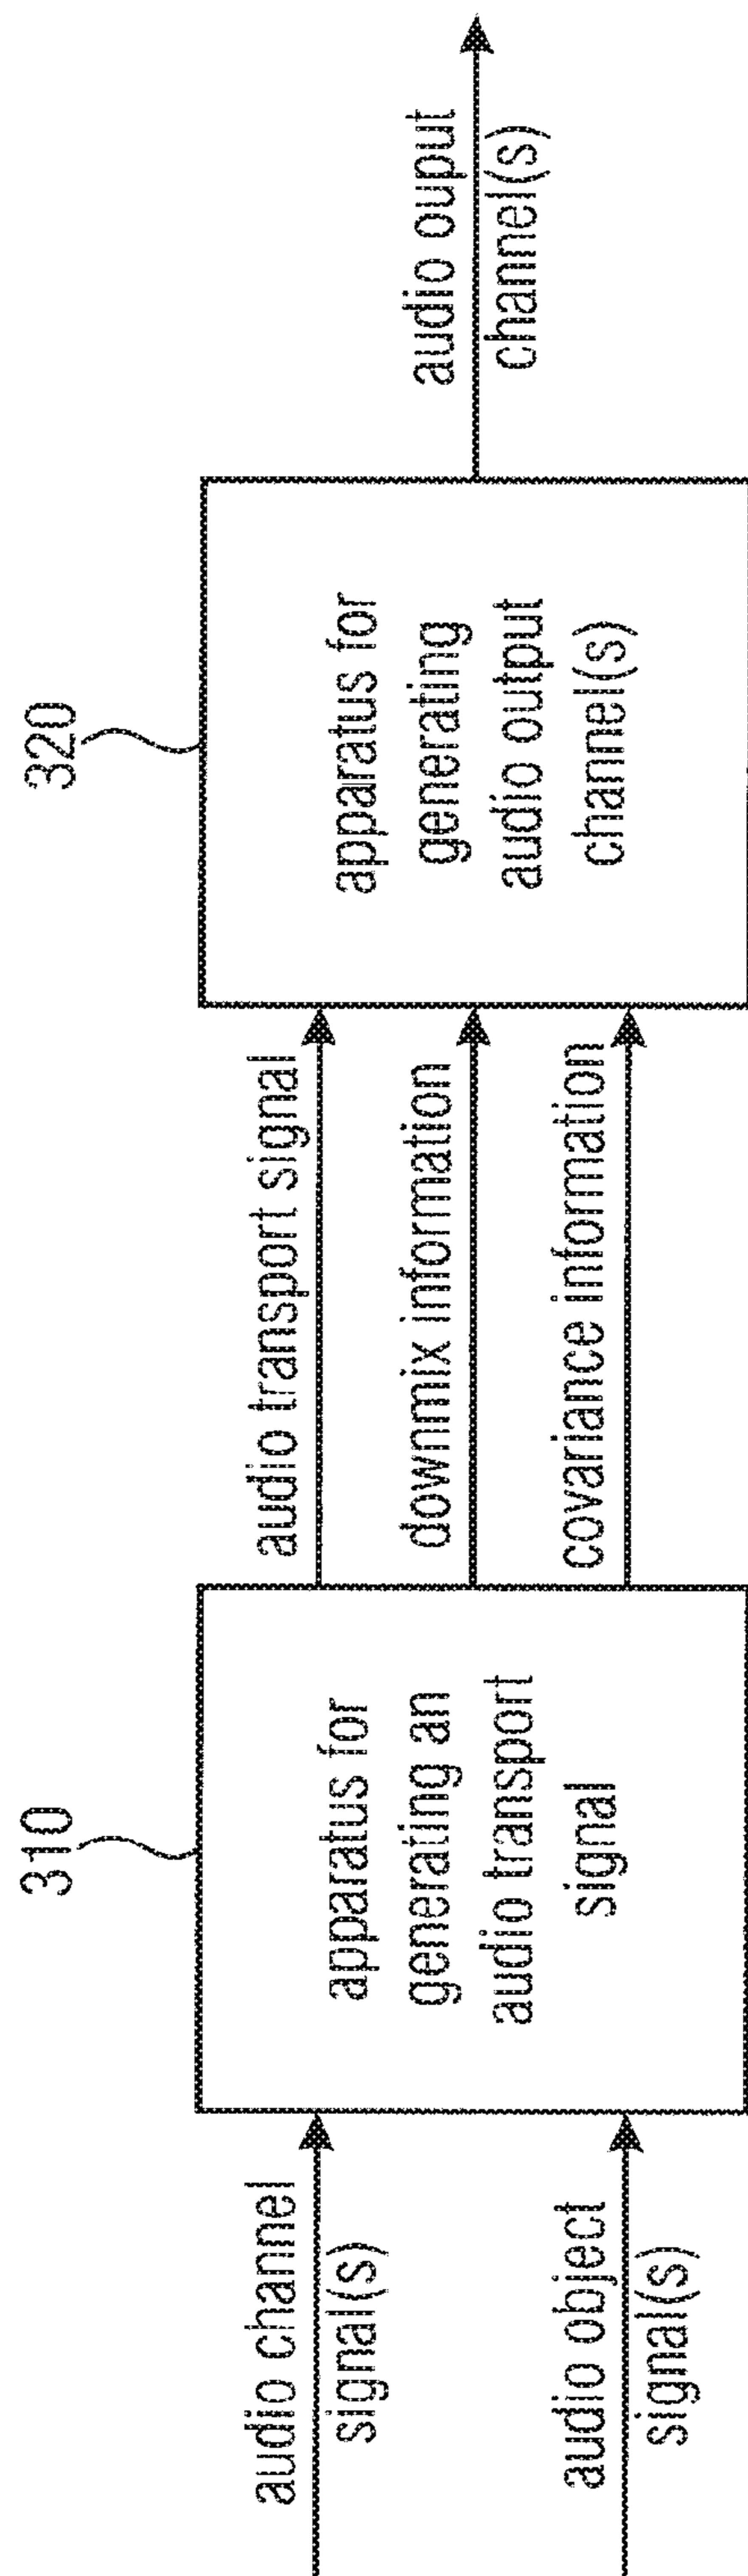 audio channel
signal(s)
audio object
signal(s)
310
apparatus for
generating an
audio transport
signal
audio transport signal
downmix information
covariance information
320
apparatus for
generating
audio output
channel(s)
audio ouput
channel(s)